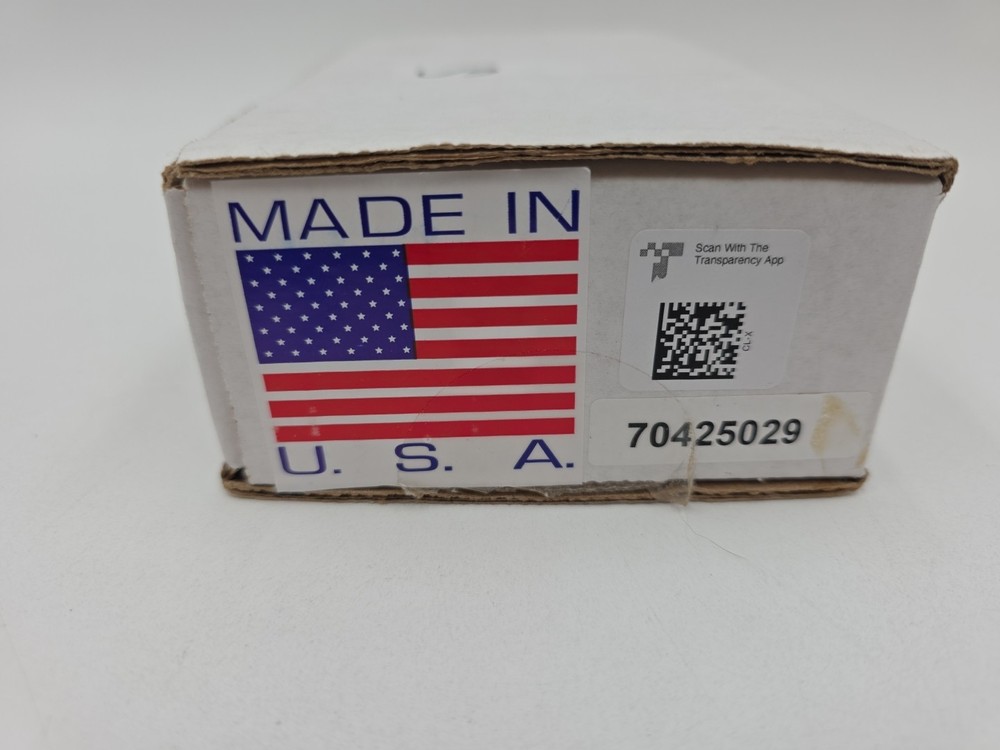 MADE IN
U. S. A.
Scan With The
Transparency App
CL-X
70425029